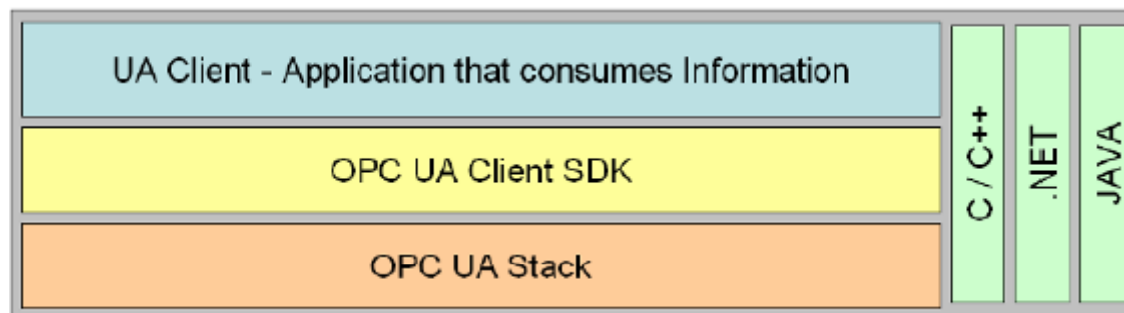 UA Client - Application that consumes Information
OPC UA Client SDK
OPC UA Stack
C / C++
.NET
JAVA